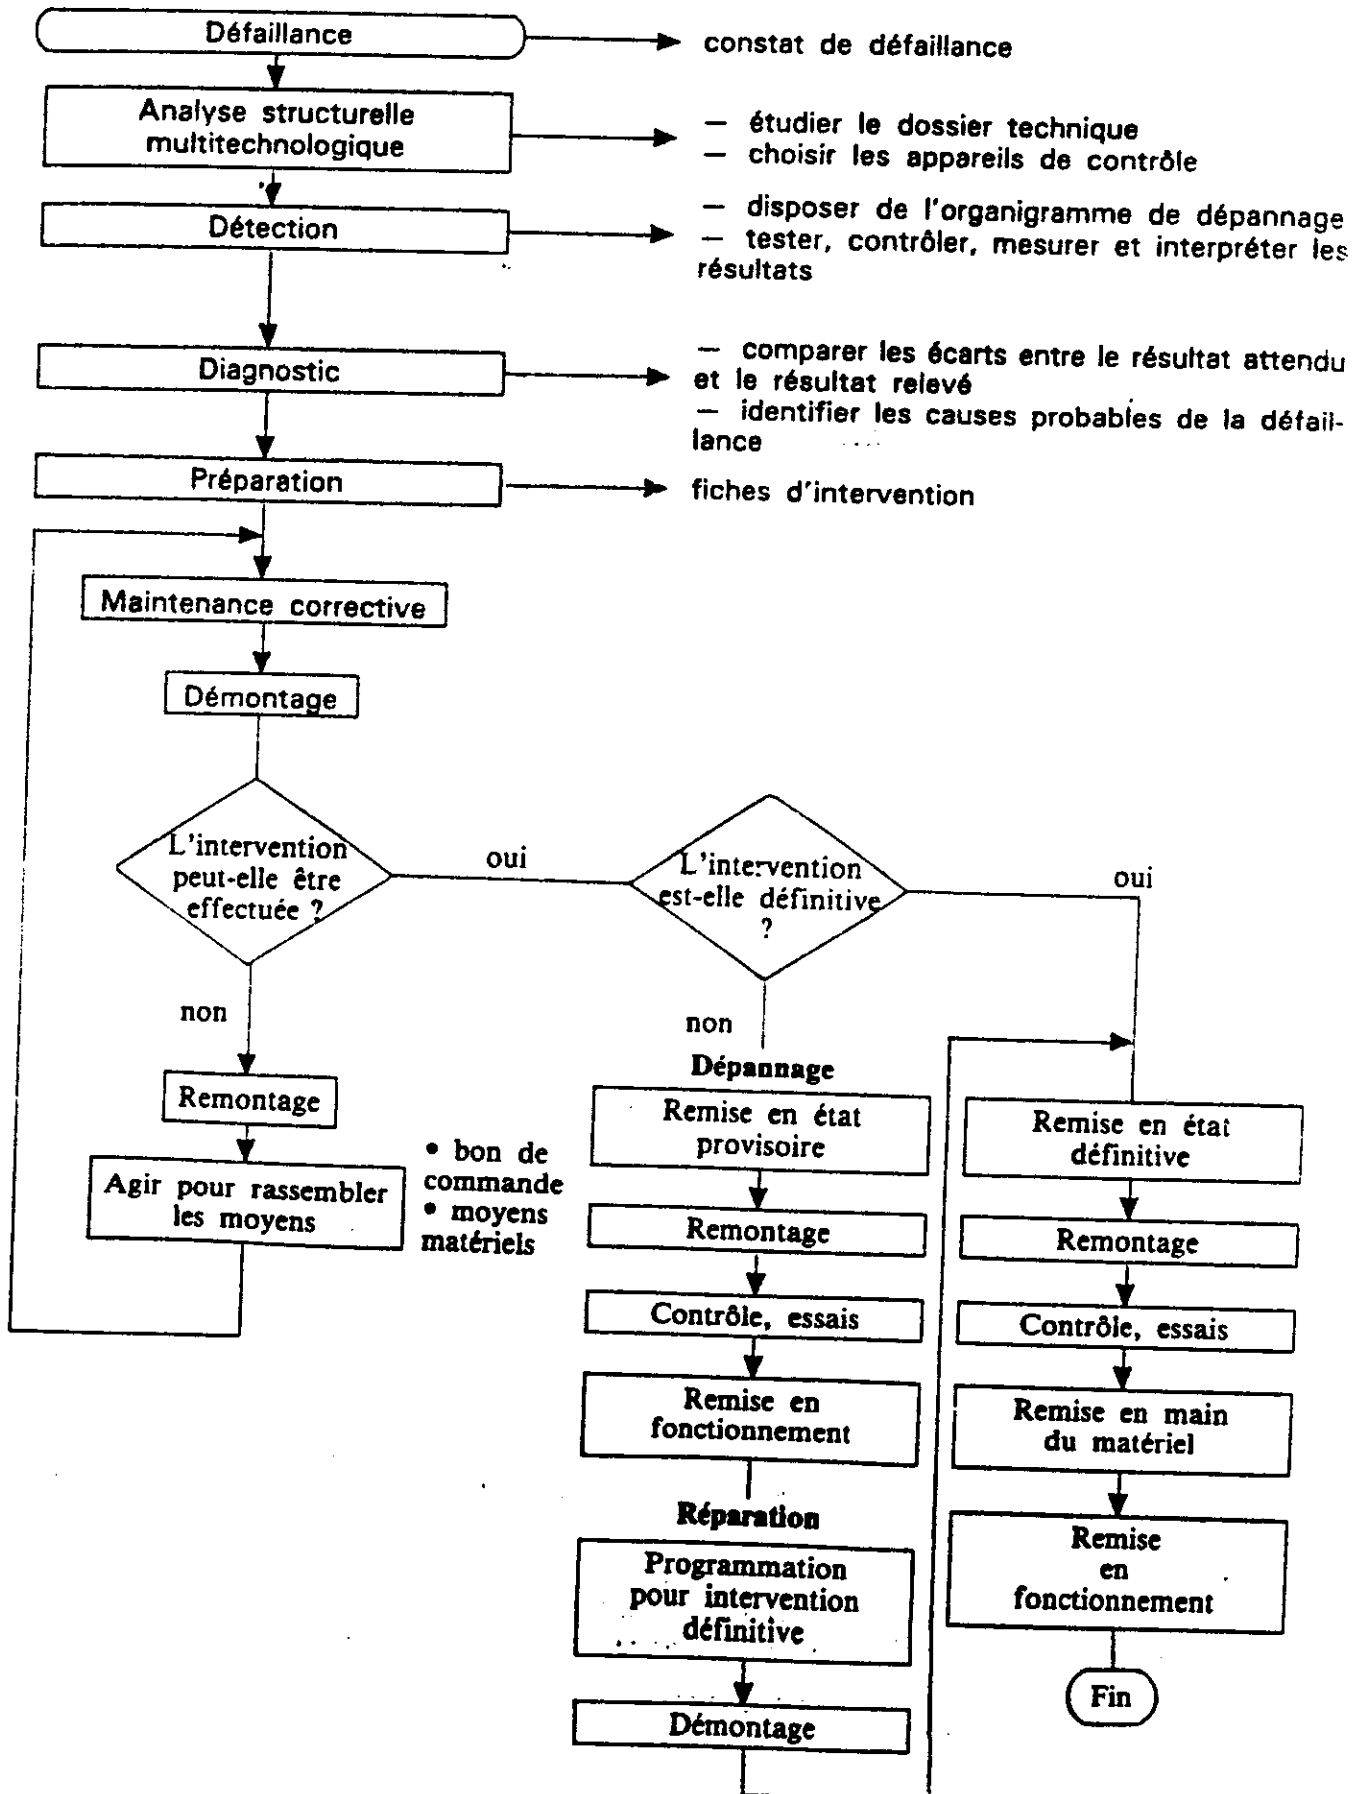 Défaillance
constat de défaillance
Analyse structurelle
multitechnologique
— étudier le dossier technique
— choisir les appareils de contrôle
Détection
— disposer de l'organigramme de dépannage
— tester, contrôler, mesurer et interpréter les
résultats
Diagnostic
— comparer les écarts entre le résultat attendu
et le résultat relevé
— identifier les causes probables de la défail-
lance
Préparation
fiches d'intervention
Maintenance corrective
Démontage
L'intervention
peut-elle être
effectuée ?
oui
L'intervention
est-elle définitive
?
oui
non
Remontage
Agir pour rassembler
les moyens
• bon de
commande
• moyens
matériels
non
Dépannage
Remise en état
provisoire
Remontage
Contrôle, essais
Remise en
fonctionnement
Réparation
Programmation
pour intervention
définitive
Démontage
Remise en état
définitive
Remontage
Contrôle, essais
Remise en main
du matériel
Remise
en
fonctionnement
Fin